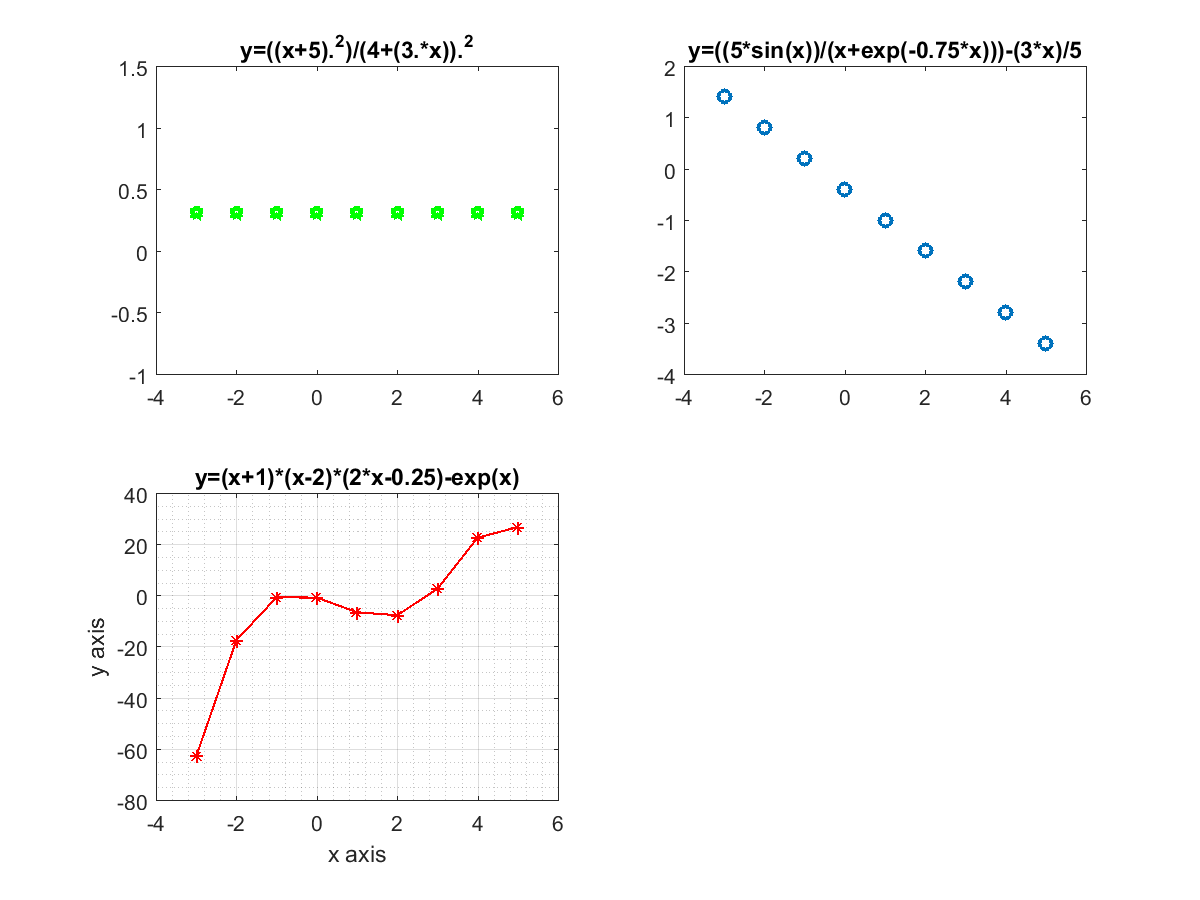 y=((x+5).²)/(4+(3.*x)).²
1.5
1
0.5
0
-0.5
-1
-4 -2 0 2 4 6
y=((5*sin(x))/(x+exp(-0.75*x)))-(3*x)/5
2
1
0
-1
-2
-3
-4
-4 -2 0 2 4 6
y=(x+1)*(x-2)*(2*x-0.25)-exp(x)
40
20
0
-20
-40
-60
-80
y axis
-4 -2 0 2 4 6
x axis